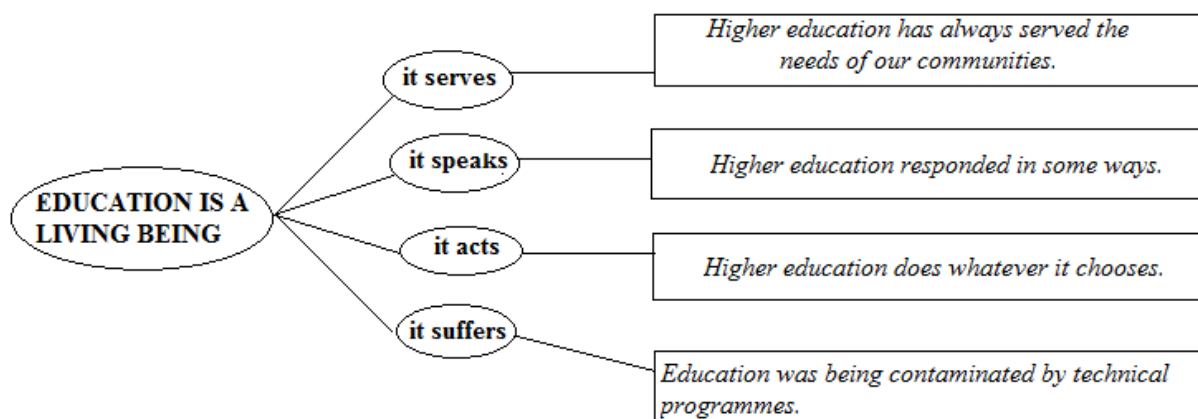 EDUCATION IS A
LIVING BEING
it serves
Higher education has always served the
needs of our communities.
it speaks
Higher education responded in some ways.
it acts
Higher education does whatever it chooses.
it suffers
Education was being contaminated by technical
programmes.